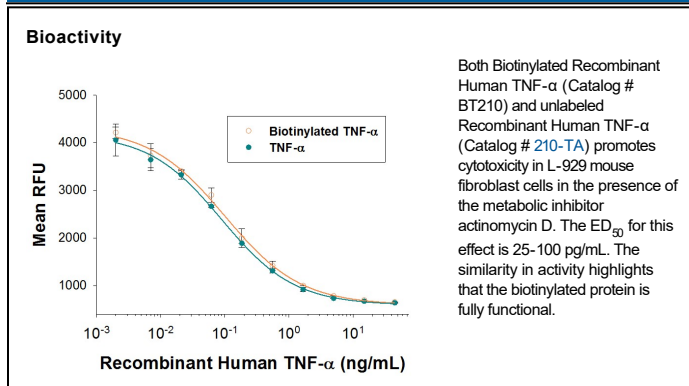 Bioactivity
5000
4000
3000
2000
1000
Mean RFU
Biotinylated TNF-α
TNF-α
10⁻³ 10⁻² 10⁻¹ 10⁰ 10¹
Recombinant Human TNF-α (ng/mL)
Both Biotinylated Recombinant
Human TNF-α (Catalog #
BT210) and unlabeled
Recombinant Human TNF-α
(Catalog # 210-TA) promotes
cytotoxicity in L-929 mouse
fibroblast cells in the presence of
the metabolic inhibitor
actinomycin D. The ED₅₀ for this
effect is 25-100 pg/mL. The
similarity in activity highlights
that the biotinylated protein is
fully functional.